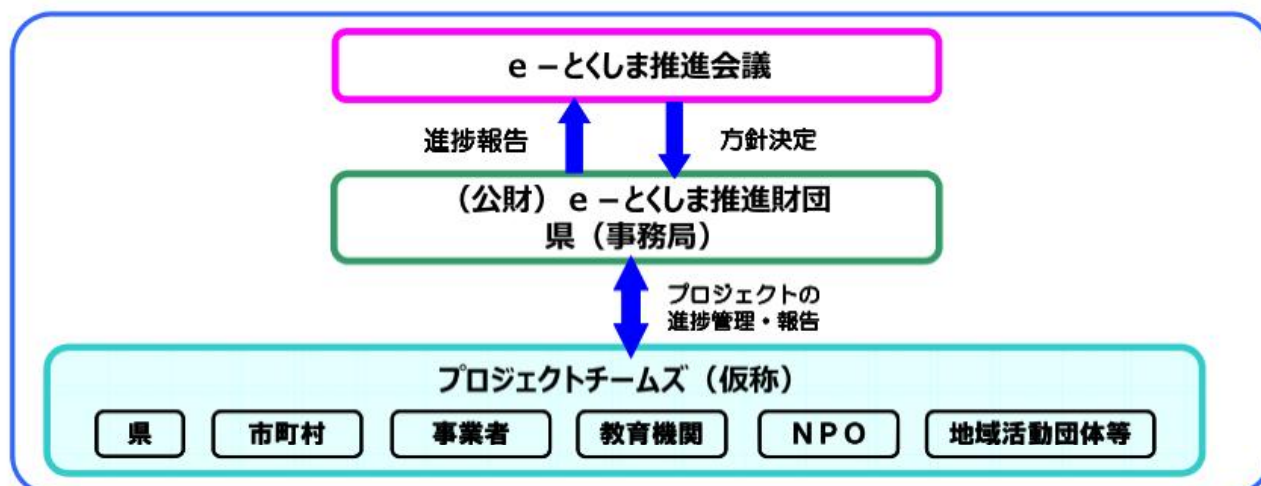 e－とくしま推進会議
進捗報告
方針決定
（公財）e－とくしま推進財団
県（事務局）
プロジェクトの
進捗管理・報告
プロジェクトチームズ（仮称）
県
市町村
事業者
教育機関
ＮＰＯ
地域活動団体等